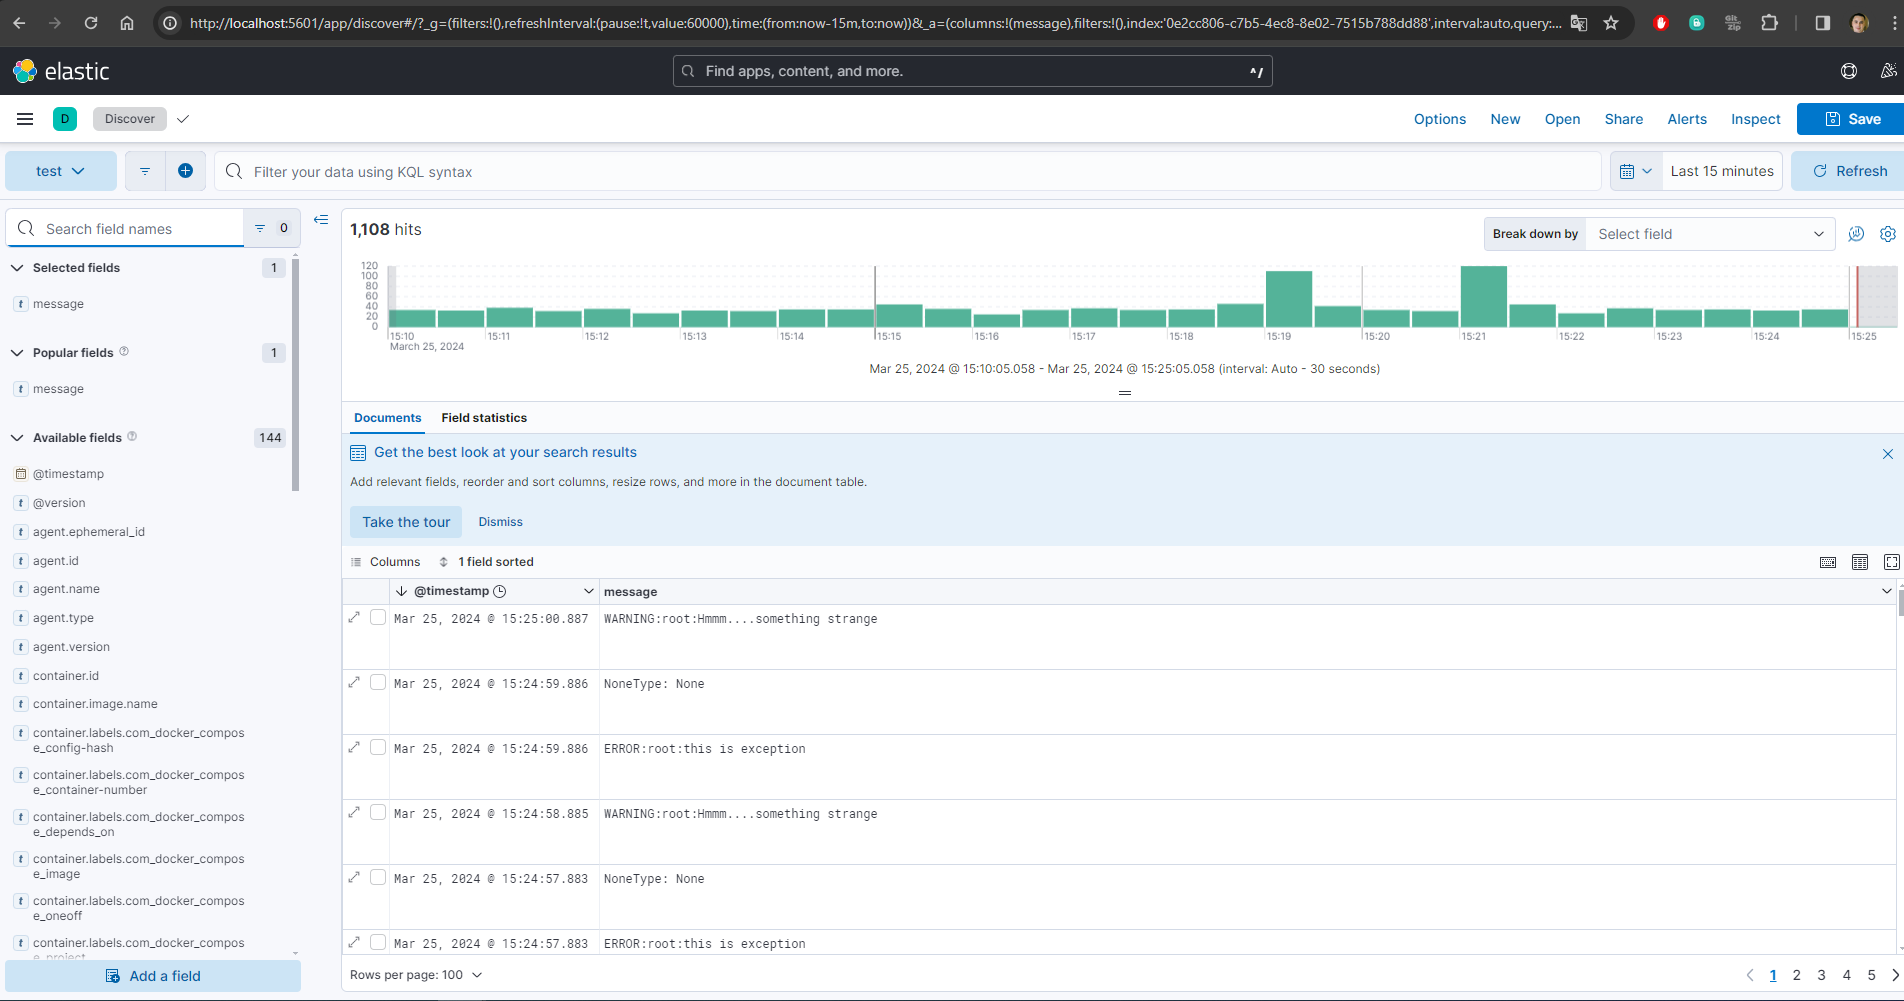 http://localhost:5601/app/discover#/?_g=(filters:!(),refreshInterval:(pause:!t,value:60000),time:(from:now-15m,to:now))&_a=(columns:!(message),filters:!(),index:'0e2cc806-c7b5-4ec8-8e02-7515b788dd88',interval:auto,query:...
elastic
Find apps, content, and more.
^/
D
Discover
Options
New
Open
Share
Alerts
Inspect
Save
test
Filter your data using KQL syntax
Last 15 minutes
Refresh
Search field names
0
Selected fields
1
t message
Popular fields
1
t message
Available fields
144
@timestamp
t @version
t agent.ephemeral_id
t agent.id
t agent.name
t agent.type
t agent.version
t container.id
t container.image.name
t container.labels.com_docker_compos
e_config-hash
t container.labels.com_docker_compos
e_container-number
t container.labels.com_docker_compos
e_depends_on
t container.labels.com_docker_compos
e_image
t container.labels.com_docker_compos
e_oneoff
t container.labels.com_docker_compos
e_project
Add a field
1,108 hits
Break down by
Select field
120
100
80
60
40
20
0
15:10
March 25, 2024
15:11
15:12
15:13
15:14
15:15
15:16
15:17
15:18
15:19
15:20
15:21
15:22
15:23
15:24
15:25
Mar 25, 2024 @ 15:10:05.058 - Mar 25, 2024 @ 15:25:05.058 (interval: Auto - 30 seconds)
Documents
Field statistics
Get the best look at your search results
Add relevant fields, reorder and sort columns, resize rows, and more in the document table.
Take the tour
Dismiss
Columns
1 field sorted
@timestamp
message
Mar 25, 2024 @ 15:25:00.887 WARNING:root:Hmmm....something strange
Mar 25, 2024 @ 15:24:59.886 NoneType: None
Mar 25, 2024 @ 15:24:59.886 ERROR:root:this is exception
Mar 25, 2024 @ 15:24:58.885 WARNING:root:Hmmm....something strange
Mar 25, 2024 @ 15:24:57.883 NoneType: None
Mar 25, 2024 @ 15:24:57.883 ERROR:root:this is exception
Rows per page: 100
1 2 3 4 5